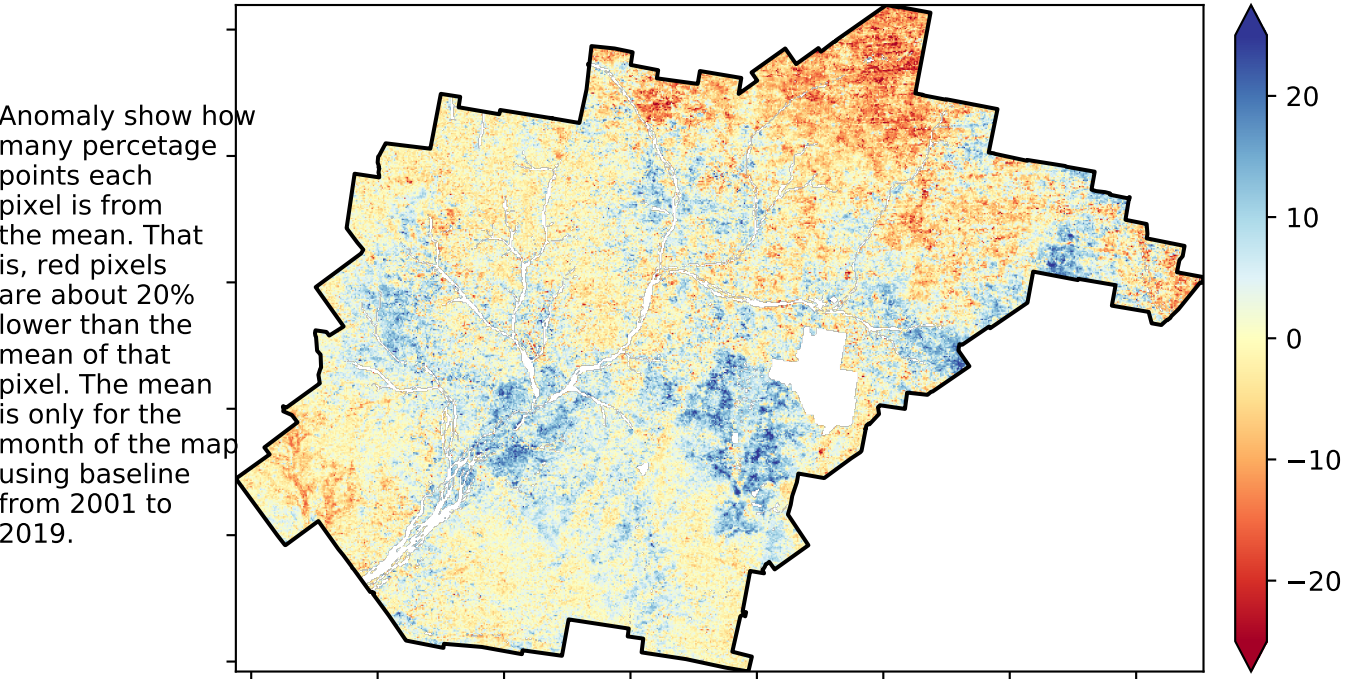 Anomaly show how
many percetage
points each
pixel is from
the mean. That
is, red pixels
are about 20%
lower than the
mean of that
pixel. The mean
is only for the
month of the map
using baseline
from 2001 to
2019.
20
10
0
−10
−20